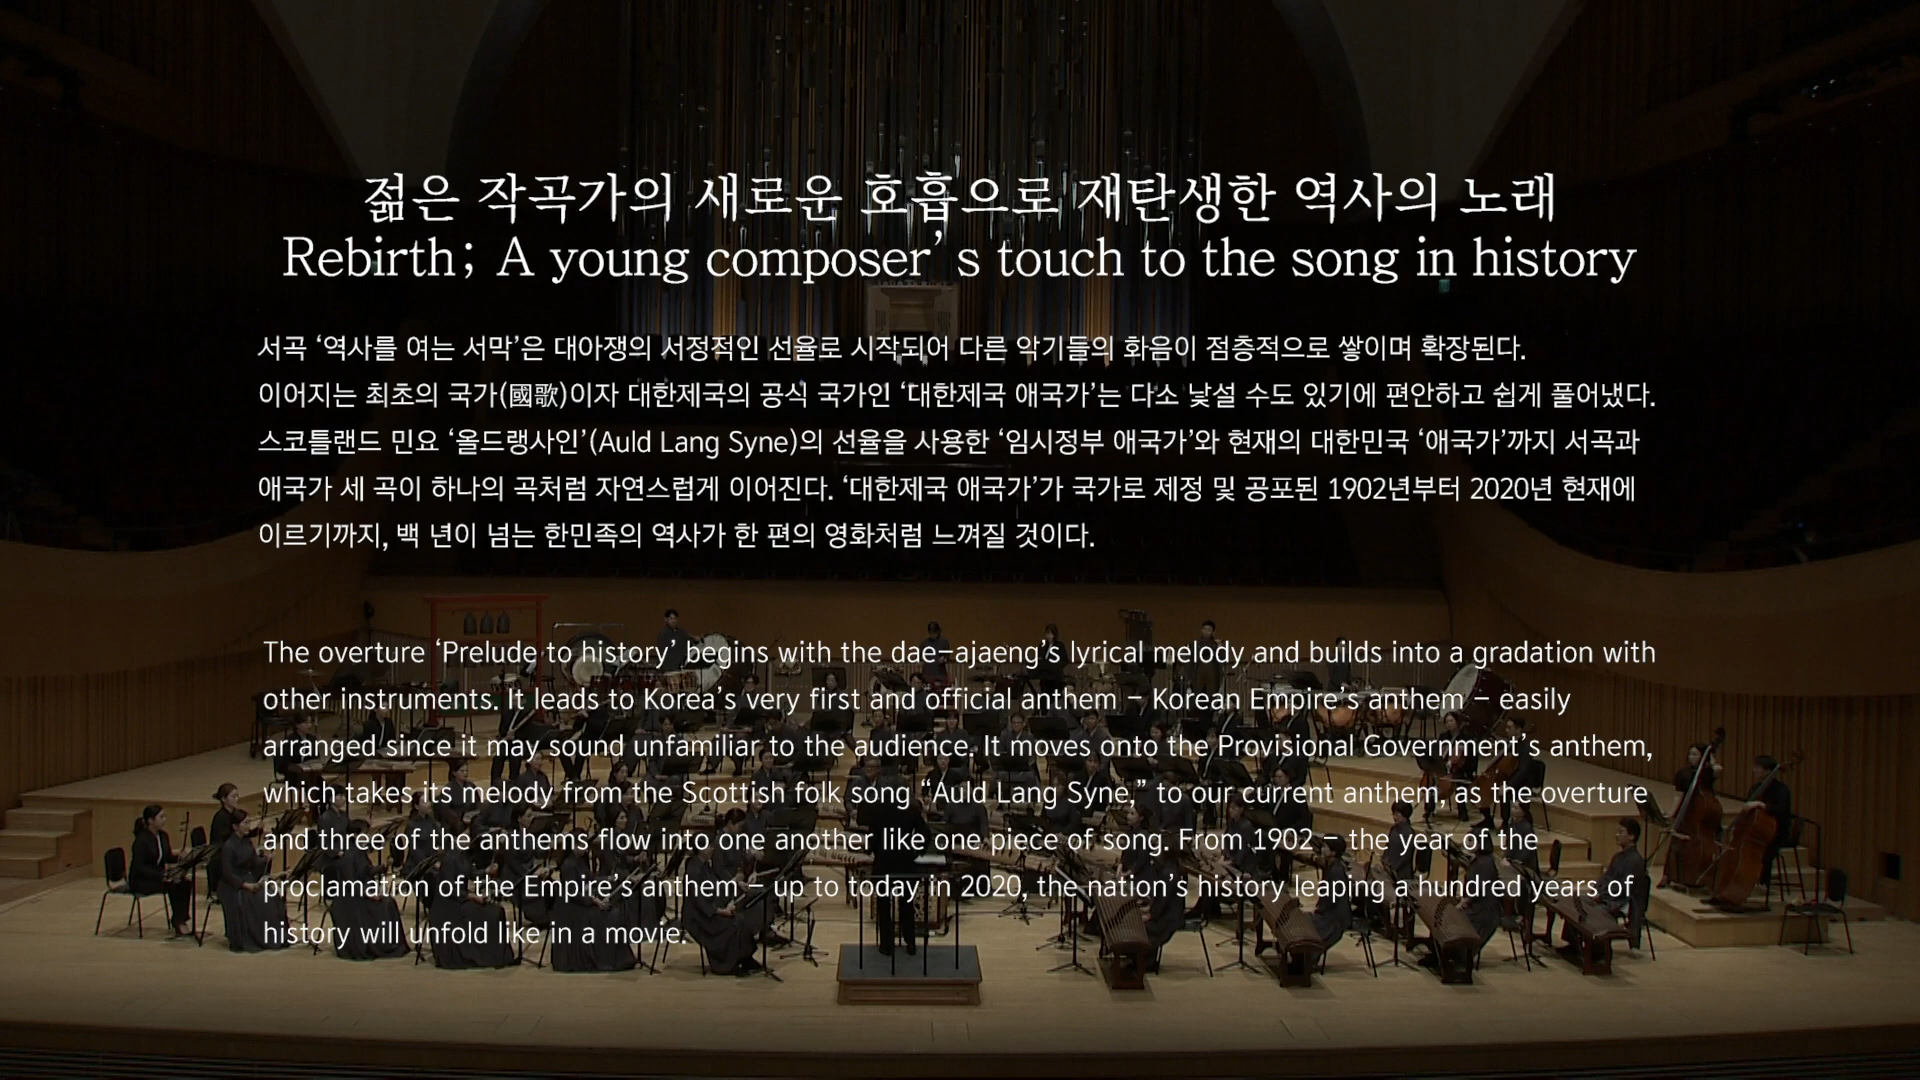 젊은 작곡가의 새로운 호흡으로 재탄생한 역사의 노래
Rebirth; A young composer’s touch to the song in history
서곡 ‘역사를 여는 서막’은 대아쟁의 서정적인 선율로 시작되어 다른 악기들의 화음이 점층적으로 쌓이며 확장된다.
이어지는 최초의 국가(國歌)이자 대한제국의 공식 국가인 ‘대한제국 애국가’는 다소 낯설 수도 있기에 편안하고 쉽게 풀어냈다.
스코틀랜드 민요 ‘올드랭사인’(Auld Lang Syne)의 선율을 사용한 ‘임시정부 애국가’와 현재의 대한민국 ‘애국가’까지 서곡과
애국가 세 곡이 하나의 곡처럼 자연스럽게 이어진다. ‘대한제국 애국가’가 국가로 제정 및 공포된 1902년부터 2020년 현재에
이르기까지, 백 년이 넘는 한민족의 역사가 한 편의 영화처럼 느껴질 것이다.
The overture ‘Prelude to history’ begins with the dae-ajaeng’s lyrical melody and builds into a gradation with
other instruments. It leads to Korea’s very first and official anthem - Korean Empire’s anthem - easily
arranged since it may sound unfamiliar to the audience. It moves onto the Provisional Government’s anthem,
which takes its melody from the Scottish folk song “Auld Lang Syne,” to our current anthem, as the overture
and three of the anthems flow into one another like one piece of song. From 1902 - the year of the
proclamation of the Empire’s anthem - up to today in 2020, the nation’s history leaping a hundred years of
history will unfold like in a movie.